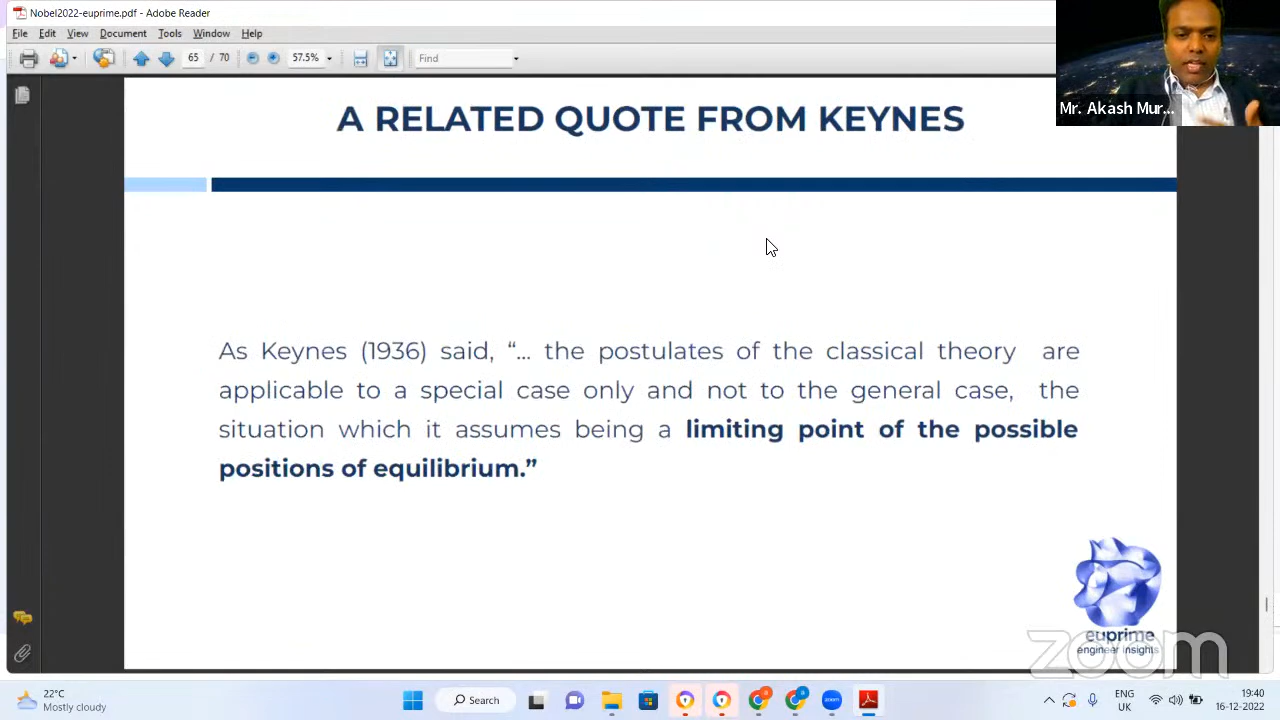 Nobel2022-euprime.pdf - Adobe Reader
File Edit View Document Tools Window Help
65 / 70 57.5% Find
Mr. Akash Mur...
A RELATED QUOTE FROM KEYNES
As Keynes (1936) said, “... the postulates of the classical theory are
applicable to a special case only and not to the general case, the
situation which it assumes being a limiting point of the possible
positions of equilibrium.”
euprime
engineer insights
zoom
22°C
Mostly cloudy
Search
zoom
ENG
UK
19:40
16-12-2022